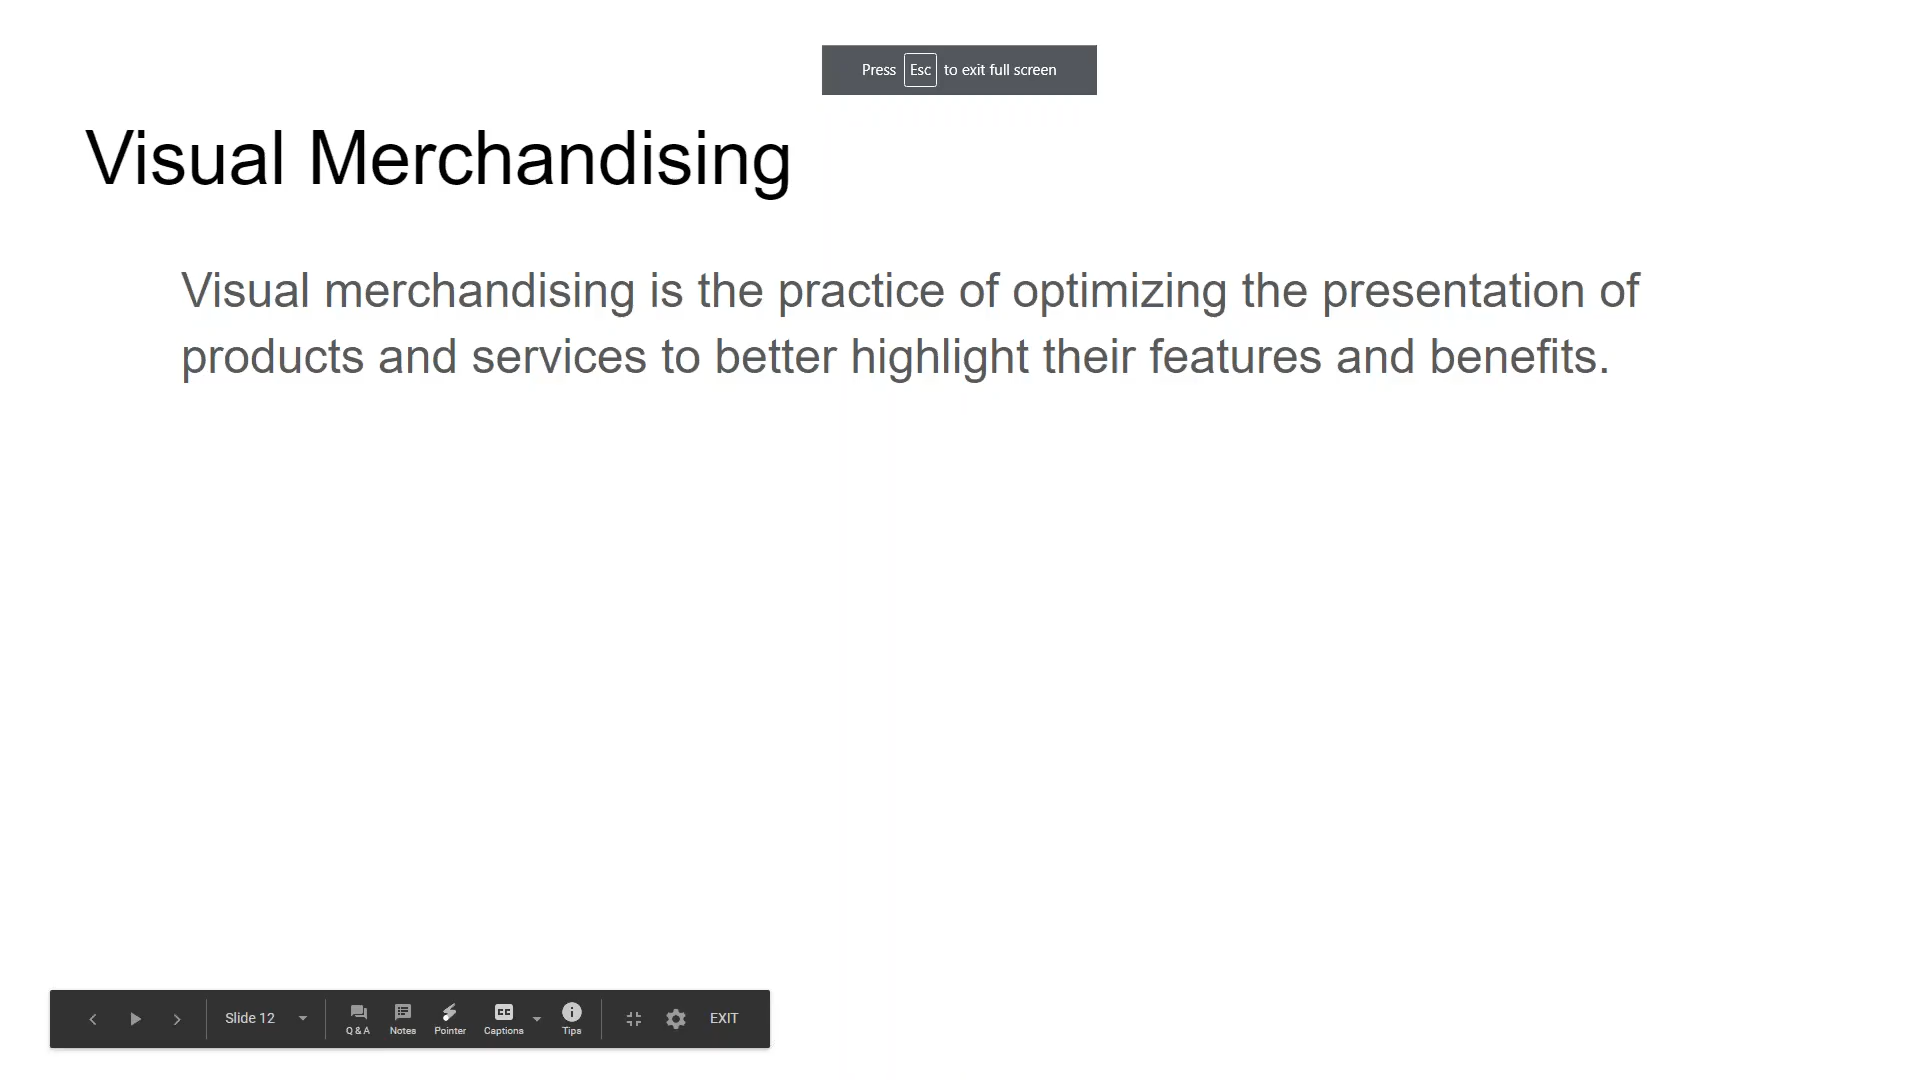 Press Esc to exit full screen
Visual Merchandising
Visual merchandising is the practice of optimizing the presentation of
products and services to better highlight their features and benefits.
Slide 12
Q & A
Notes
Pointer
CC
Captions
Tips
EXIT